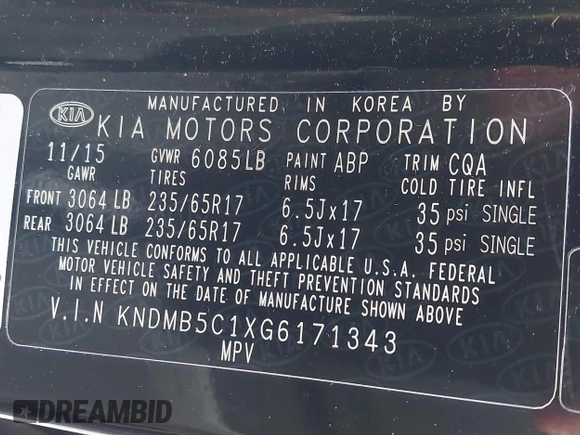 MANUFACTURED IN KOREA BY
KIA KIA MOTORS CORPORATION
11/15 GVWR 6085LB PAINT ABP TRIM CQA
GAWR TIRES RIMS COLD TIRE INFL
FRONT 3064 LB 235/65R17 6.5Jx17 35 psi SINGLE
REAR 3064 LB 235/65R17 6.5Jx17 35 psi SINGLE
THIS VEHICLE CONFORMS TO ALL APPLICABLE U.S.A. FEDERAL
MOTOR VEHICLE SAFETY AND THEFT PREVENTION STANDARDS
IN EFFECT ON THE DATE OF MANUFACTURE SHOWN ABOVE
V.I.N KNDMB5C1XG6171343
MPV
DREAMBID